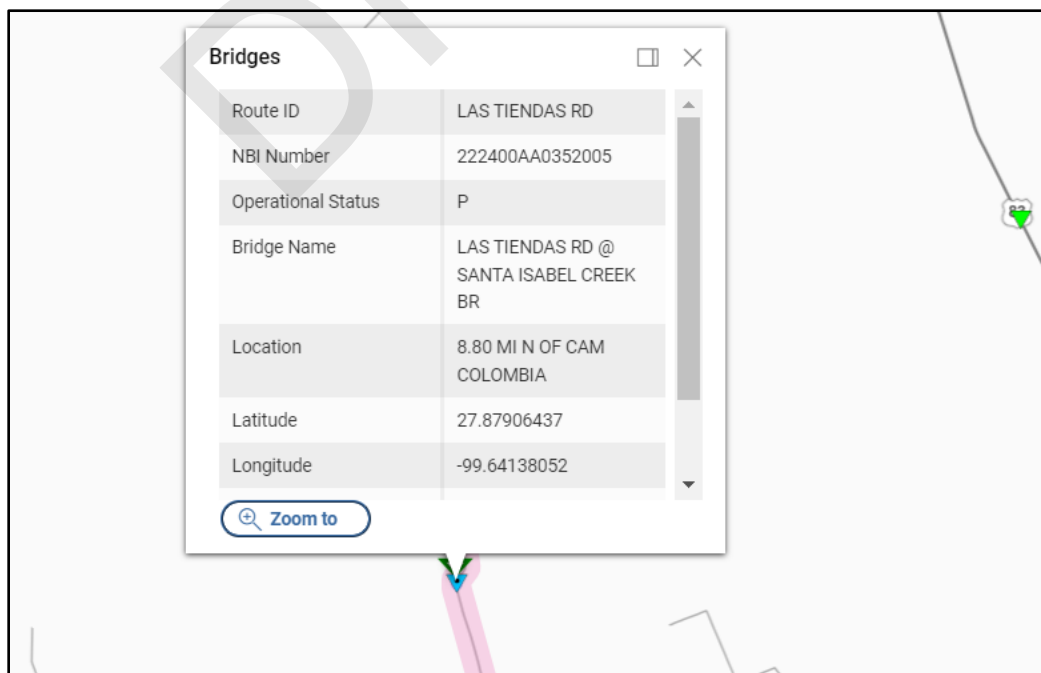 Bridges
Route ID LAS TIENDAS RD
NBI Number 222400AA0352005
Operational Status P
Bridge Name LAS TIENDAS RD @
SANTA ISABEL CREEK
BR
Location 8.80 MI N OF CAM
COLOMBIA
Latitude 27.87906437
Longitude -99.64138052
Zoom to